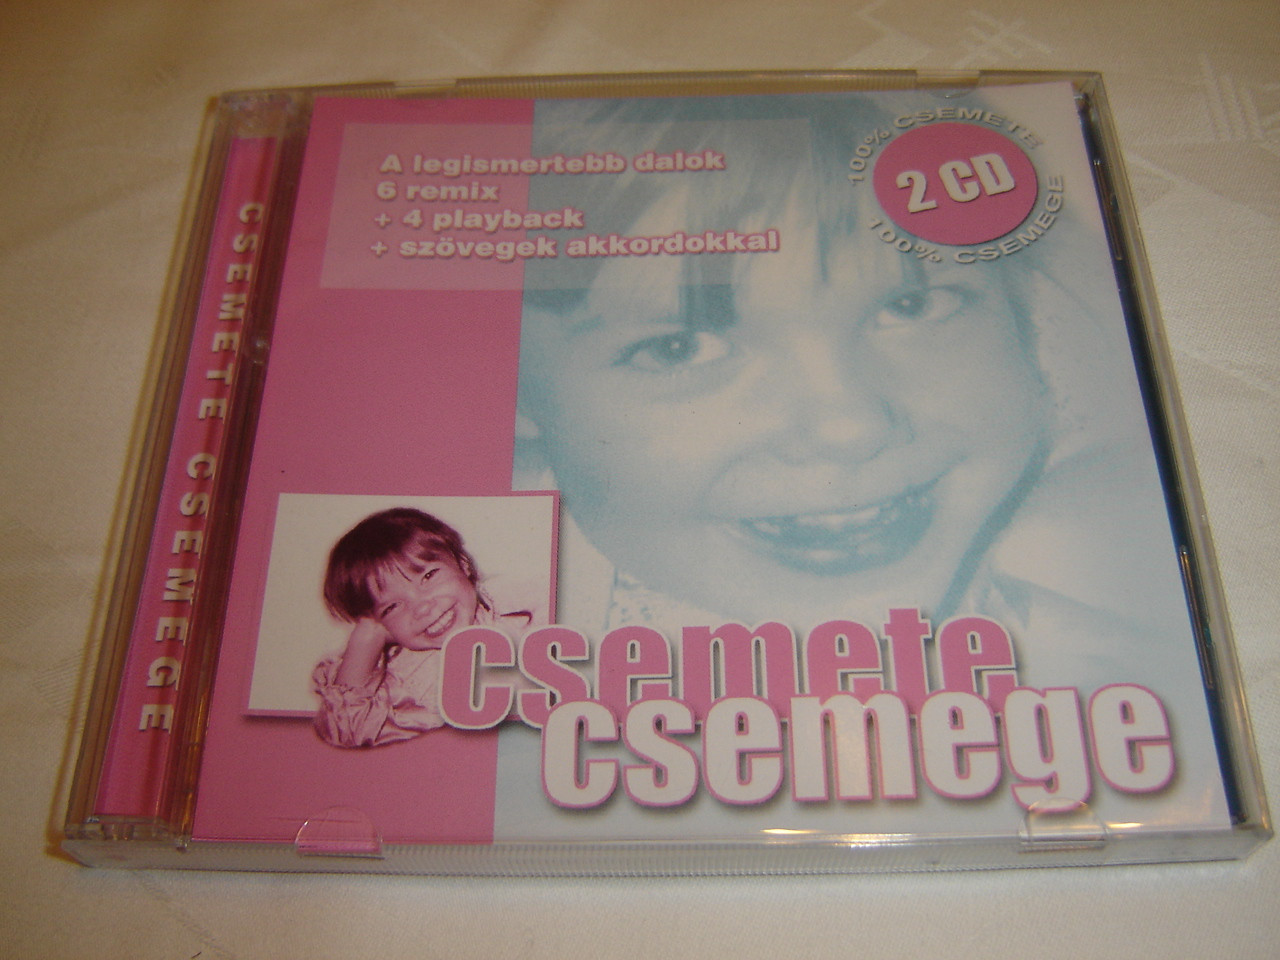 CSEMETE CSEMEGE
A legismertebb dalok
6 remix
+ 4 playback
+ szövegek akkordokkal
100% CSEMETE
2 CD
100% CSEMEGE
csemete
csemege